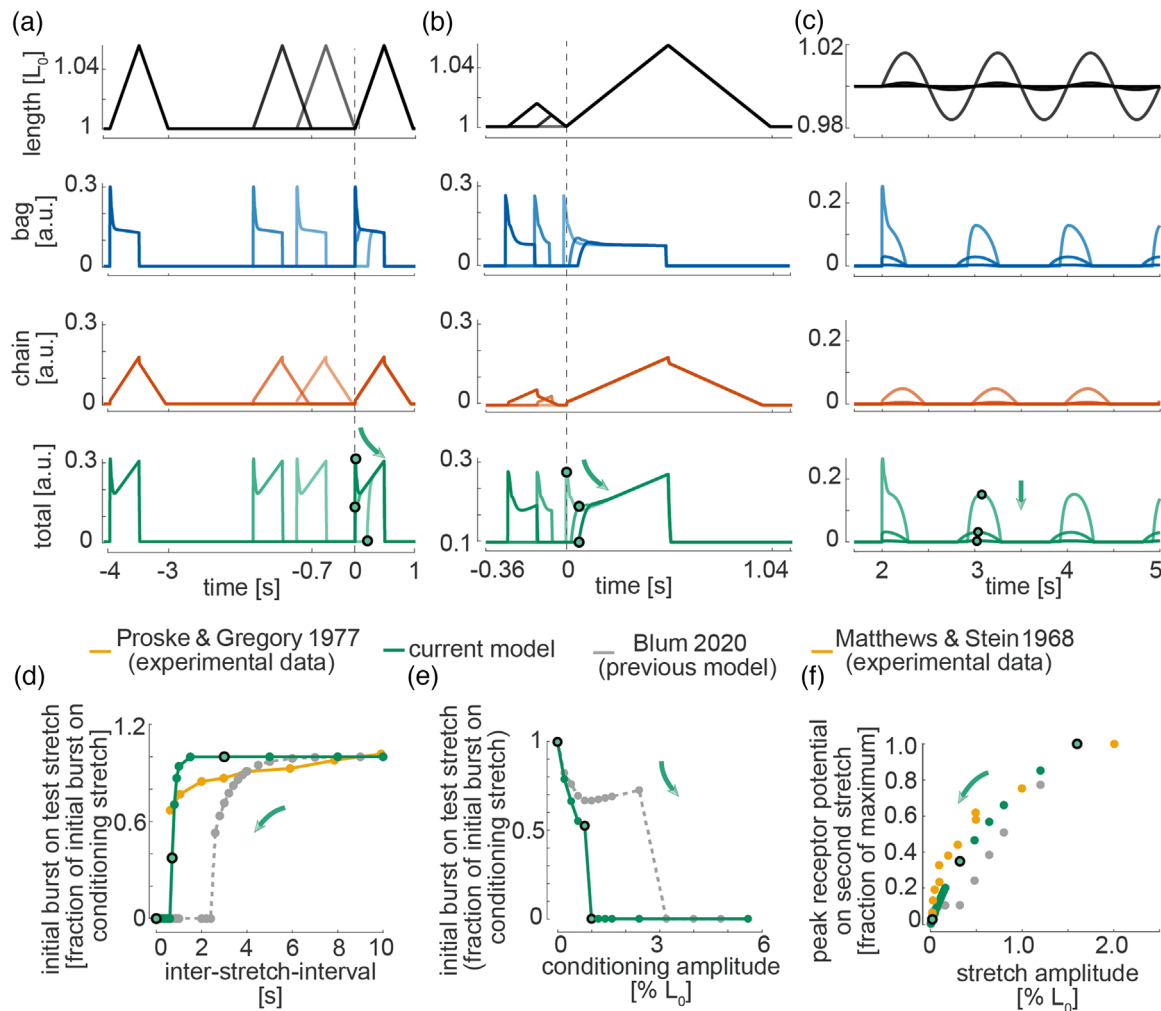 (a)
length [L0]
1.04
1
bag
[a.u.]
0.3
0
chain
[a.u.]
0.3
0
total [a.u.]
0.3
0
-4 -3 -0.7 0 1
time [s]
(b)
1.04
1
0.3
0
0.3
0
0.3
0.1
-0.36 0 1.04
time [s]
(c)
1.02
0.98
0.2
0
0.2
0
0.2
0
2 3 4 5
time [s]
Proske & Gregory 1977
(experimental data)
current model
Blum 2020
(previous model)
Matthews & Stein 1968
(experimental data)
(d)
initial burst on test stretch
[fraction of initial burst on
conditioning stretch]
1.2
0.6
0
0 2 4 6 8 10
inter-stretch-interval
[s]
(e)
initial burst on test stretch
(fraction of initial burst on
conditioning stretch)
1
0.5
0
0 3 6
conditioning amplitude
[% L0]
(f)
peak receptor potential
on second stretch
[fraction of maximum]
1.0
0.8
0.6
0.4
0.2
0
0 1.0 2.0
stretch amplitude
[% L0]